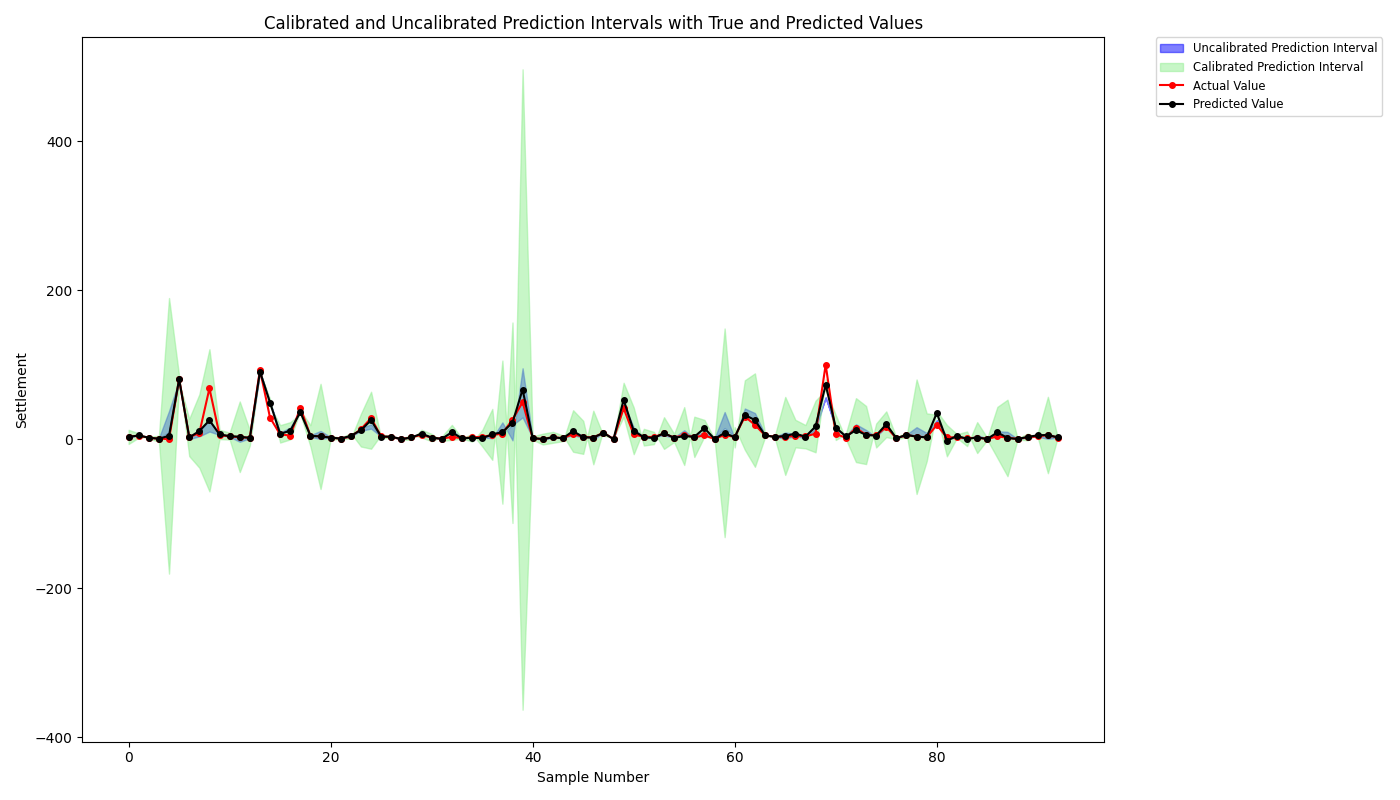 Calibrated and Uncalibrated Prediction Intervals with True and Predicted Values
Uncalibrated Prediction Interval
Calibrated Prediction Interval
Actual Value
Predicted Value
Settlement
400
200
0
−200
−400
0 20 40 60 80
Sample Number